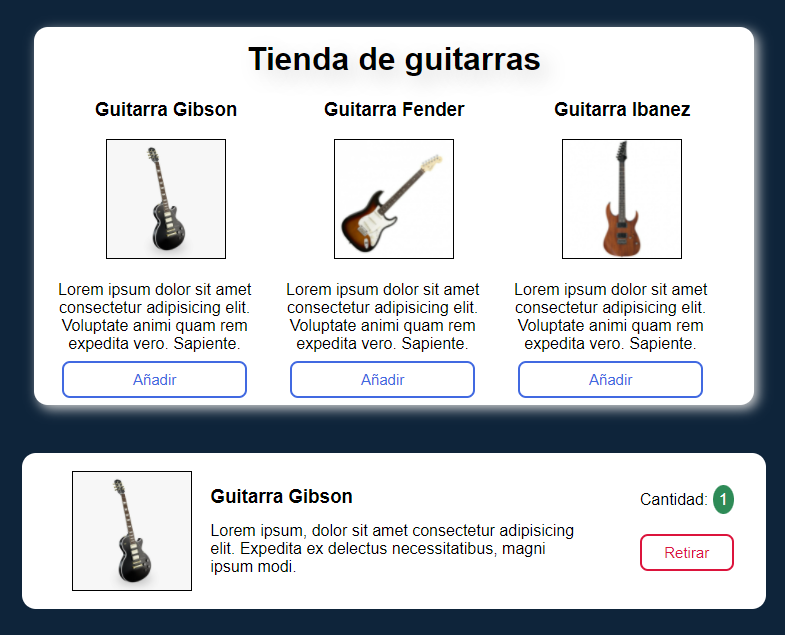 Tienda de guitarras
Guitarra Gibson
Guitarra Fender
Guitarra Ibanez
Lorem ipsum dolor sit amet
consectetur adipisicing elit.
Voluptate animi quam rem
expedita vero. Sapiente.
Lorem ipsum dolor sit amet
consectetur adipisicing elit.
Voluptate animi quam rem
expedita vero. Sapiente.
Lorem ipsum dolor sit amet
consectetur adipisicing elit.
Voluptate animi quam rem
expedita vero. Sapiente.
Añadir
Añadir
Añadir
Guitarra Gibson
Lorem ipsum, dolor sit amet consectetur adipisicing
elit. Expedita ex delectus necessitatibus, magni
ipsum modi.
Cantidad: 1
Retirar